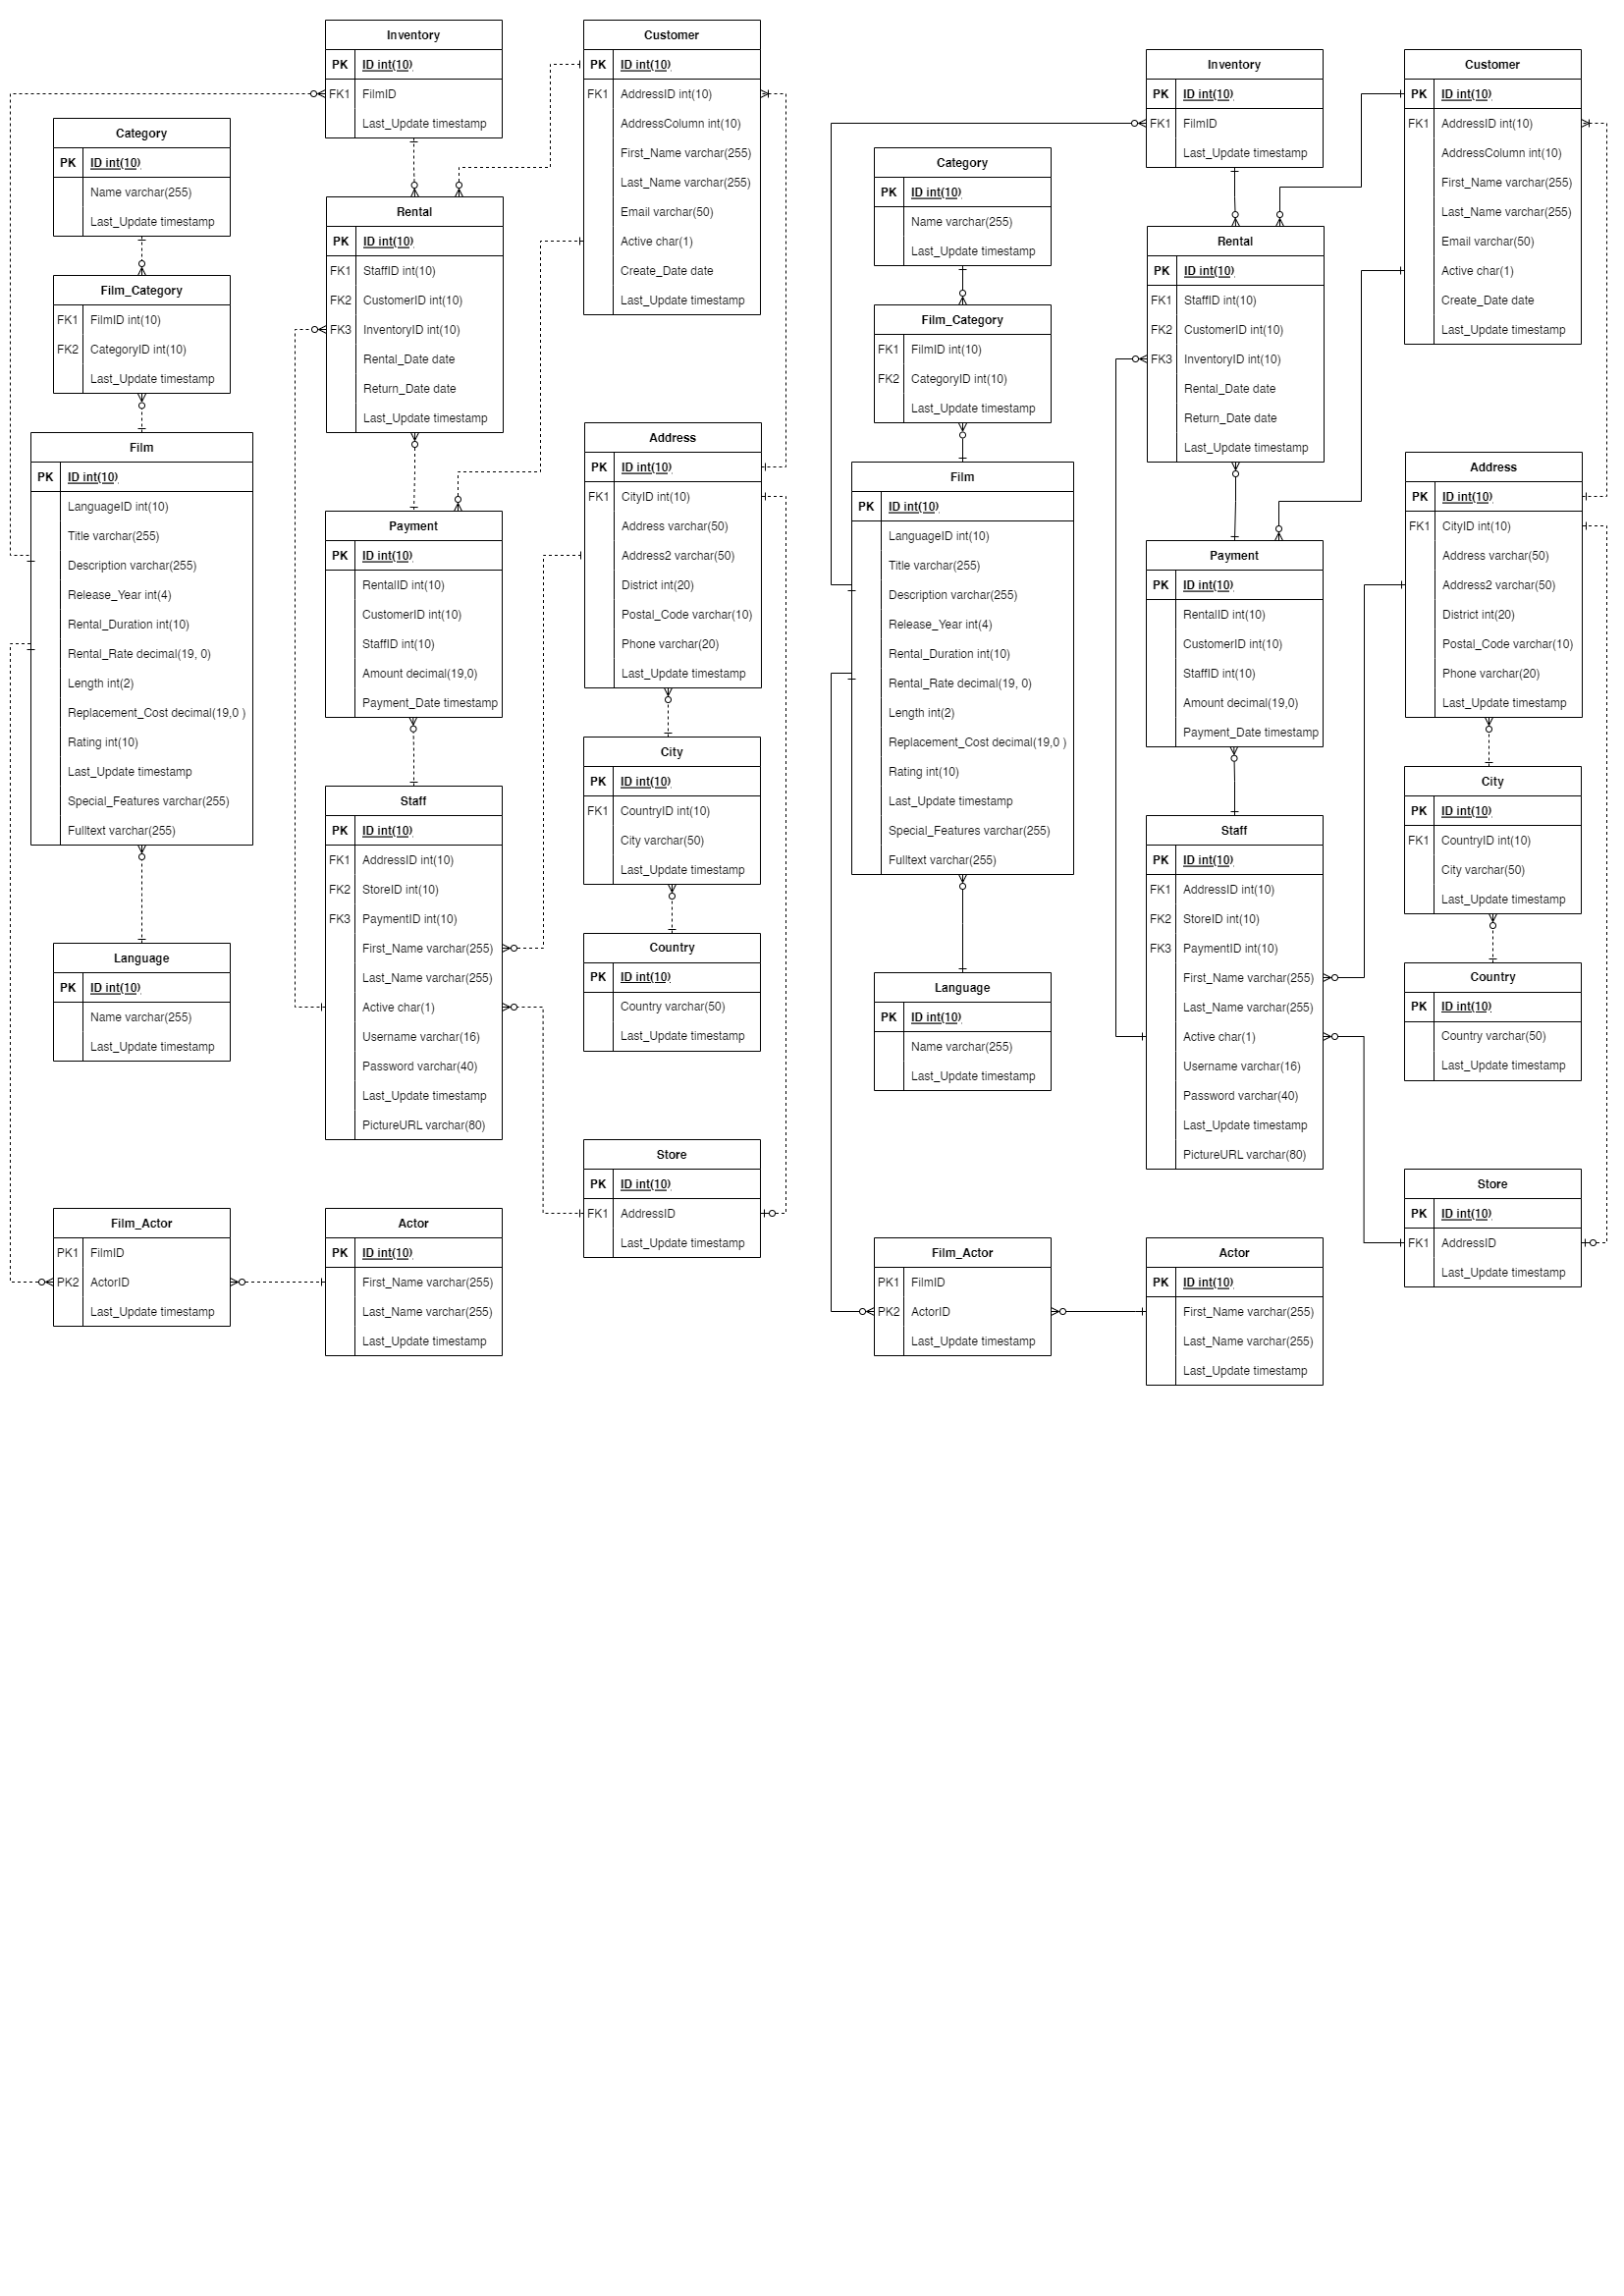 Inventory
PK ID int(10)
FK1 FilmID
Last_Update timestamp
Customer
PK ID int(10)
FK1 AddressID int(10)
AddressColumn int(10)
First_Name varchar(255)
Last_Name varchar(255)
Email varchar(50)
Active char(1)
Create_Date date
Last_Update timestamp
Category
PK ID int(10)
Name varchar(255)
Last_Update timestamp
Rental
PK ID int(10)
FK1 StaffID int(10)
FK2 CustomerID int(10)
FK3 InventoryID int(10)
Rental_Date date
Return_Date date
Last_Update timestamp
Film_Category
FK1 FilmID int(10)
FK2 CategoryID int(10)
Last_Update timestamp
Film
PK ID int(10)
LanguageID int(10)
Title varchar(255)
Description varchar(255)
Release_Year int(4)
Rental_Duration int(10)
Rental_Rate decimal(19, 0)
Length int(2)
Replacement_Cost decimal(19,0 )
Rating int(10)
Last_Update timestamp
Special_Features varchar(255)
Fulltext varchar(255)
Address
PK ID int(10)
FK1 CityID int(10)
Address varchar(50)
Address2 varchar(50)
District int(20)
Postal_Code varchar(10)
Phone varchar(20)
Last_Update timestamp
Payment
PK ID int(10)
RentalID int(10)
CustomerID int(10)
StaffID int(10)
Amount decimal(19,0)
Payment_Date timestamp
City
PK ID int(10)
FK1 CountryID int(10)
City varchar(50)
Last_Update timestamp
Staff
PK ID int(10)
FK1 AddressID int(10)
FK2 StoreID int(10)
FK3 PaymentID int(10)
First_Name varchar(255)
Last_Name varchar(255)
Active char(1)
Username varchar(16)
Password varchar(40)
Last_Update timestamp
PictureURL varchar(80)
Country
PK ID int(10)
Country varchar(50)
Last_Update timestamp
Language
PK ID int(10)
Name varchar(255)
Last_Update timestamp
Store
PK ID int(10)
FK1 AddressID
Last_Update timestamp
Film_Actor
PK1 FilmID
PK2 ActorID
Last_Update timestamp
Actor
PK ID int(10)
First_Name varchar(255)
Last_Name varchar(255)
Last_Update timestamp
Inventory
PK ID int(10)
FK1 FilmID
Last_Update timestamp
Customer
PK ID int(10)
FK1 AddressID int(10)
AddressColumn int(10)
First_Name varchar(255)
Last_Name varchar(255)
Email varchar(50)
Active char(1)
Create_Date date
Last_Update timestamp
Category
PK ID int(10)
Name varchar(255)
Last_Update timestamp
Rental
PK ID int(10)
FK1 StaffID int(10)
FK2 CustomerID int(10)
FK3 InventoryID int(10)
Rental_Date date
Return_Date date
Last_Update timestamp
Film_Category
FK1 FilmID int(10)
FK2 CategoryID int(10)
Last_Update timestamp
Film
PK ID int(10)
LanguageID int(10)
Title varchar(255)
Description varchar(255)
Release_Year int(4)
Rental_Duration int(10)
Rental_Rate decimal(19, 0)
Length int(2)
Replacement_Cost decimal(19,0 )
Rating int(10)
Last_Update timestamp
Special_Features varchar(255)
Fulltext varchar(255)
Address
PK ID int(10)
FK1 CityID int(10)
Address varchar(50)
Address2 varchar(50)
District int(20)
Postal_Code varchar(10)
Phone varchar(20)
Last_Update timestamp
Payment
PK ID int(10)
RentalID int(10)
CustomerID int(10)
StaffID int(10)
Amount decimal(19,0)
Payment_Date timestamp
City
PK ID int(10)
FK1 CountryID int(10)
City varchar(50)
Last_Update timestamp
Staff
PK ID int(10)
FK1 AddressID int(10)
FK2 StoreID int(10)
FK3 PaymentID int(10)
First_Name varchar(255)
Last_Name varchar(255)
Active char(1)
Username varchar(16)
Password varchar(40)
Last_Update timestamp
PictureURL varchar(80)
Country
PK ID int(10)
Country varchar(50)
Last_Update timestamp
Language
PK ID int(10)
Name varchar(255)
Last_Update timestamp
Store
PK ID int(10)
FK1 AddressID
Last_Update timestamp
Film_Actor
PK1 FilmID
PK2 ActorID
Last_Update timestamp
Actor
PK ID int(10)
First_Name varchar(255)
Last_Name varchar(255)
Last_Update timestamp